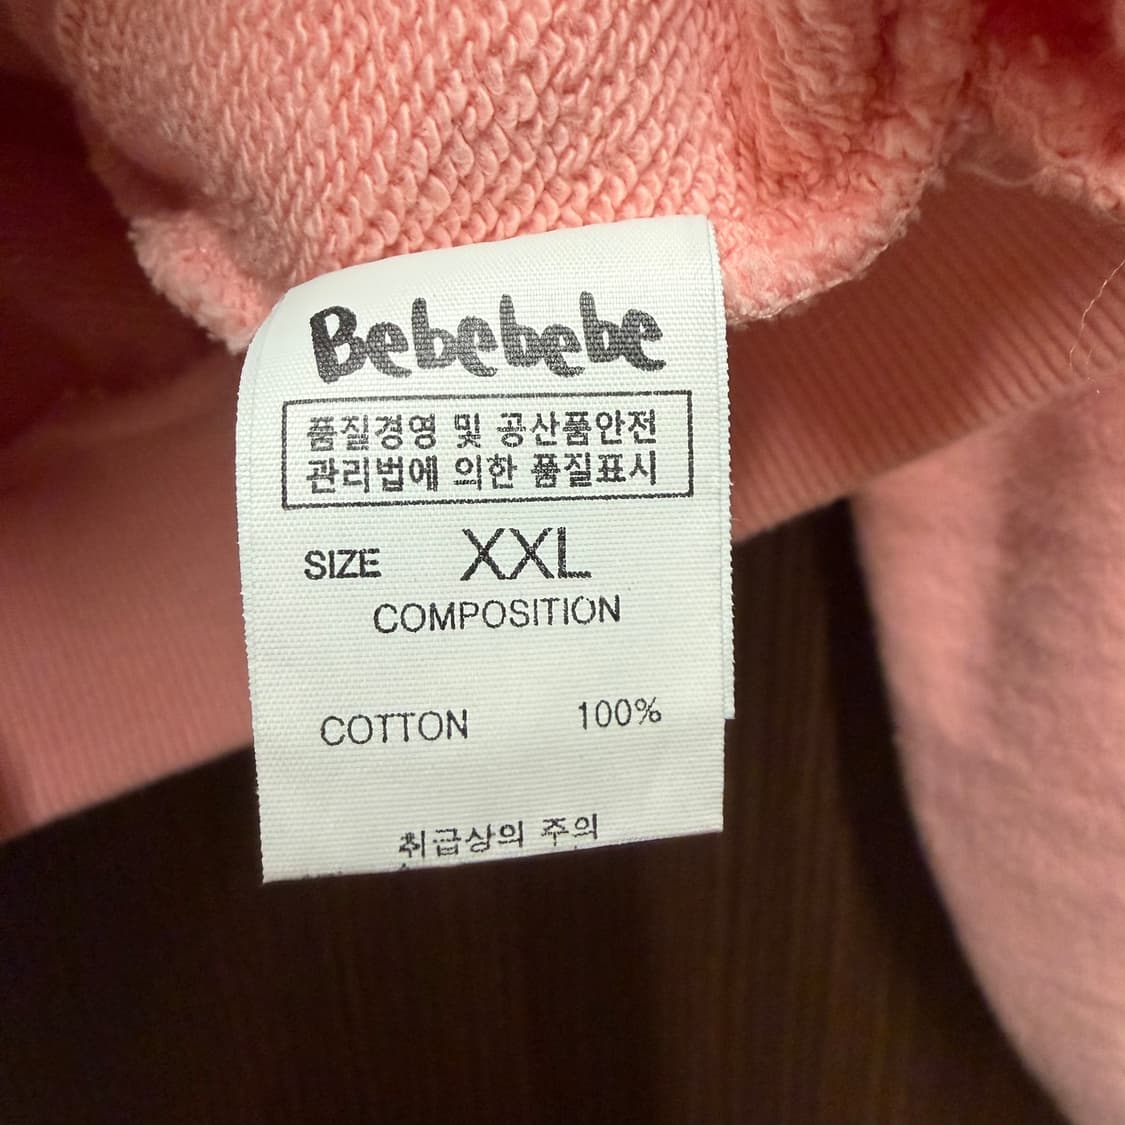 Bebebebe
품질경영 및 공산품안전
관리법에 의한 품질표시
SIZE XXL
COMPOSITION
COTTON 100%
취급상의 주의